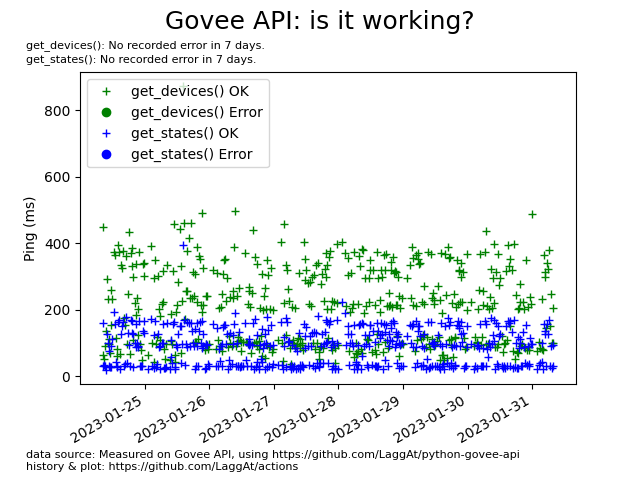 Govee API: is it working?
get_devices(): No recorded error in 7 days.
get_states(): No recorded error in 7 days.
get_devices() OK
get_devices() Error
get_states() OK
get_states() Error
Ping (ms)
800
600
400
200
0
2023-01-25
2023-01-26
2023-01-27
2023-01-28
2023-01-29
2023-01-30
2023-01-31
data source: Measured on Govee API, using https://github.com/LaggAt/python-govee-api
history & plot: https://github.com/LaggAt/actions